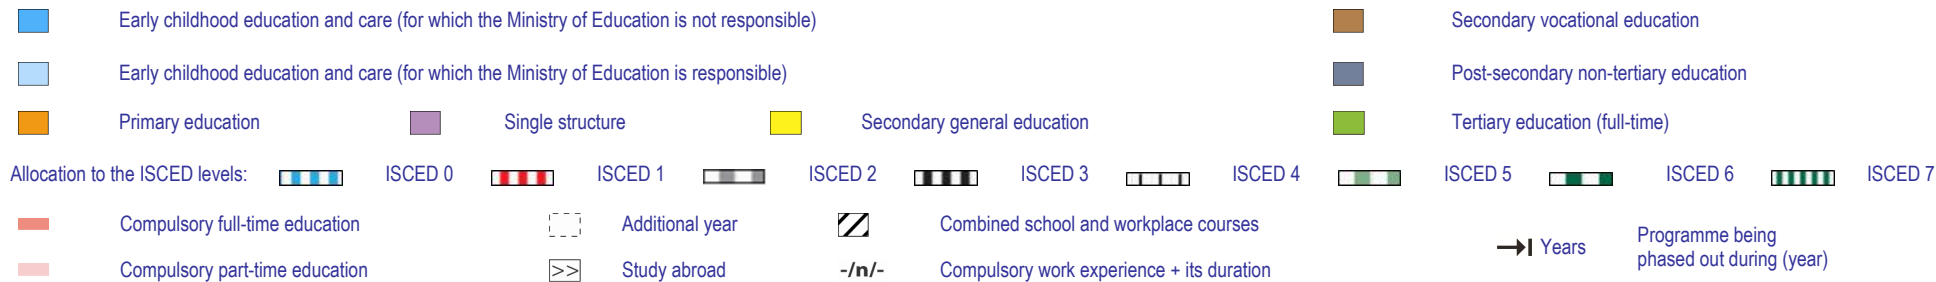 Early childhood education and care (for which the Ministry of Education is not responsible) Secondary vocational education
Early childhood education and care (for which the Ministry of Education is responsible) Post-secondary non-tertiary education
Primary education Single structure Secondary general education Tertiary education (full-time)
Allocation to the ISCED levels: ISCED 0 ISCED 1 ISCED 2 ISCED 3 ISCED 4 ISCED 5 ISCED 6 ISCED 7
Compulsory full-time education Additional year Combined school and workplace courses
Years Programme being
phased out during (year)
Compulsory part-time education >> Study abroad -/n/- Compulsory work experience + its duration